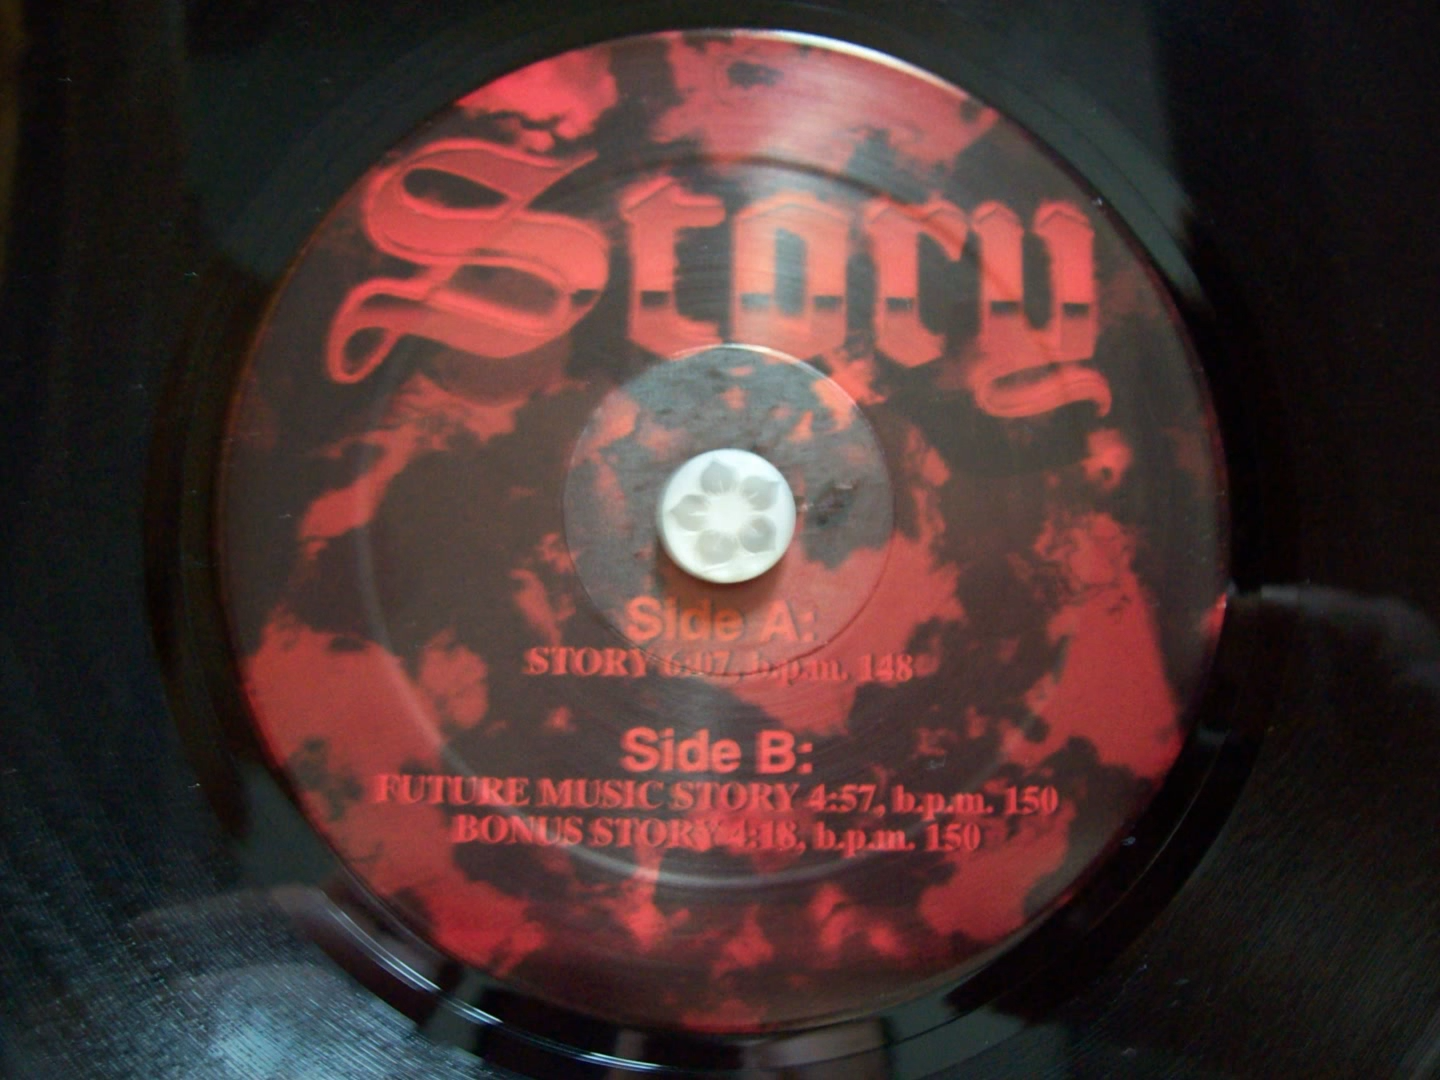 Story
Side A:
STORY 6:07, b.p.m. 148
Side B:
FUTURE MUSIC STORY 4:57, b.p.m. 150
BONUS STORY 4:18, b.p.m. 150